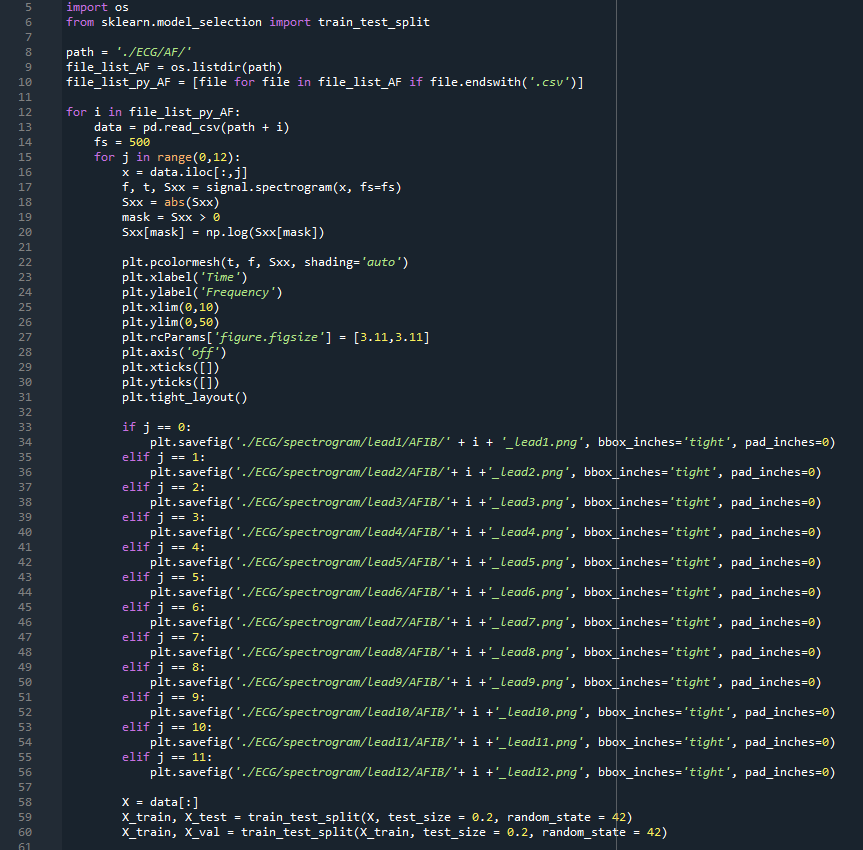 5 import os
6 from sklearn.model_selection import train_test_split
7
8 path = './ECG/AF/'
9 file_list_AF = os.listdir(path)
10 file_list_py_AF = [file for file in file_list_AF if file.endswith('.csv')]
11
12 for i in file_list_py_AF:
13     data = pd.read_csv(path + i)
14     fs = 500
15     for j in range(0,12):
16         x = data.iloc[:,j]
17         f, t, Sxx = signal.spectrogram(x, fs=fs)
18         Sxx = abs(Sxx)
19         mask = Sxx > 0
20         Sxx[mask] = np.log(Sxx[mask])
21
22         plt.pcolormesh(t, f, Sxx, shading='auto')
23         plt.xlabel('Time')
24         plt.ylabel('Frequency')
25         plt.xlim(0,10)
26         plt.ylim(0,50)
27         plt.rcParams['figure.figsize'] = [3.11,3.11]
28         plt.axis('off')
29         plt.xticks([])
30         plt.yticks([])
31         plt.tight_layout()
32
33         if j == 0:
34             plt.savefig('./ECG/spectrogram/lead1/AFIB/' + i + '_lead1.png', bbox_inches='tight', pad_inches=0)
35         elif j == 1:
36             plt.savefig('./ECG/spectrogram/lead2/AFIB/'+ i +'_lead2.png', bbox_inches='tight', pad_inches=0)
37         elif j == 2:
38             plt.savefig('./ECG/spectrogram/lead3/AFIB/'+ i +'_lead3.png', bbox_inches='tight', pad_inches=0)
39         elif j == 3:
40             plt.savefig('./ECG/spectrogram/lead4/AFIB/'+ i +'_lead4.png', bbox_inches='tight', pad_inches=0)
41         elif j == 4:
42             plt.savefig('./ECG/spectrogram/lead5/AFIB/'+ i +'_lead5.png', bbox_inches='tight', pad_inches=0)
43         elif j == 5:
44             plt.savefig('./ECG/spectrogram/lead6/AFIB/'+ i +'_lead6.png', bbox_inches='tight', pad_inches=0)
45         elif j == 6:
46             plt.savefig('./ECG/spectrogram/lead7/AFIB/'+ i +'_lead7.png', bbox_inches='tight', pad_inches=0)
47         elif j == 7:
48             plt.savefig('./ECG/spectrogram/lead8/AFIB/'+ i +'_lead8.png', bbox_inches='tight', pad_inches=0)
49         elif j == 8:
50             plt.savefig('./ECG/spectrogram/lead9/AFIB/'+ i +'_lead9.png', bbox_inches='tight', pad_inches=0)
51         elif j == 9:
52             plt.savefig('./ECG/spectrogram/lead10/AFIB/'+ i +'_lead10.png', bbox_inches='tight', pad_inches=0)
53         elif j == 10:
54             plt.savefig('./ECG/spectrogram/lead11/AFIB/'+ i +'_lead11.png', bbox_inches='tight', pad_inches=0)
55         elif j == 11:
56             plt.savefig('./ECG/spectrogram/lead12/AFIB/'+ i +'_lead12.png', bbox_inches='tight', pad_inches=0)
57
58         X = data[:]
59         X_train, X_test = train_test_split(X, test_size = 0.2, random_state = 42)
60         X_train, X_val = train_test_split(X_train, test_size = 0.2, random_state = 42)
61